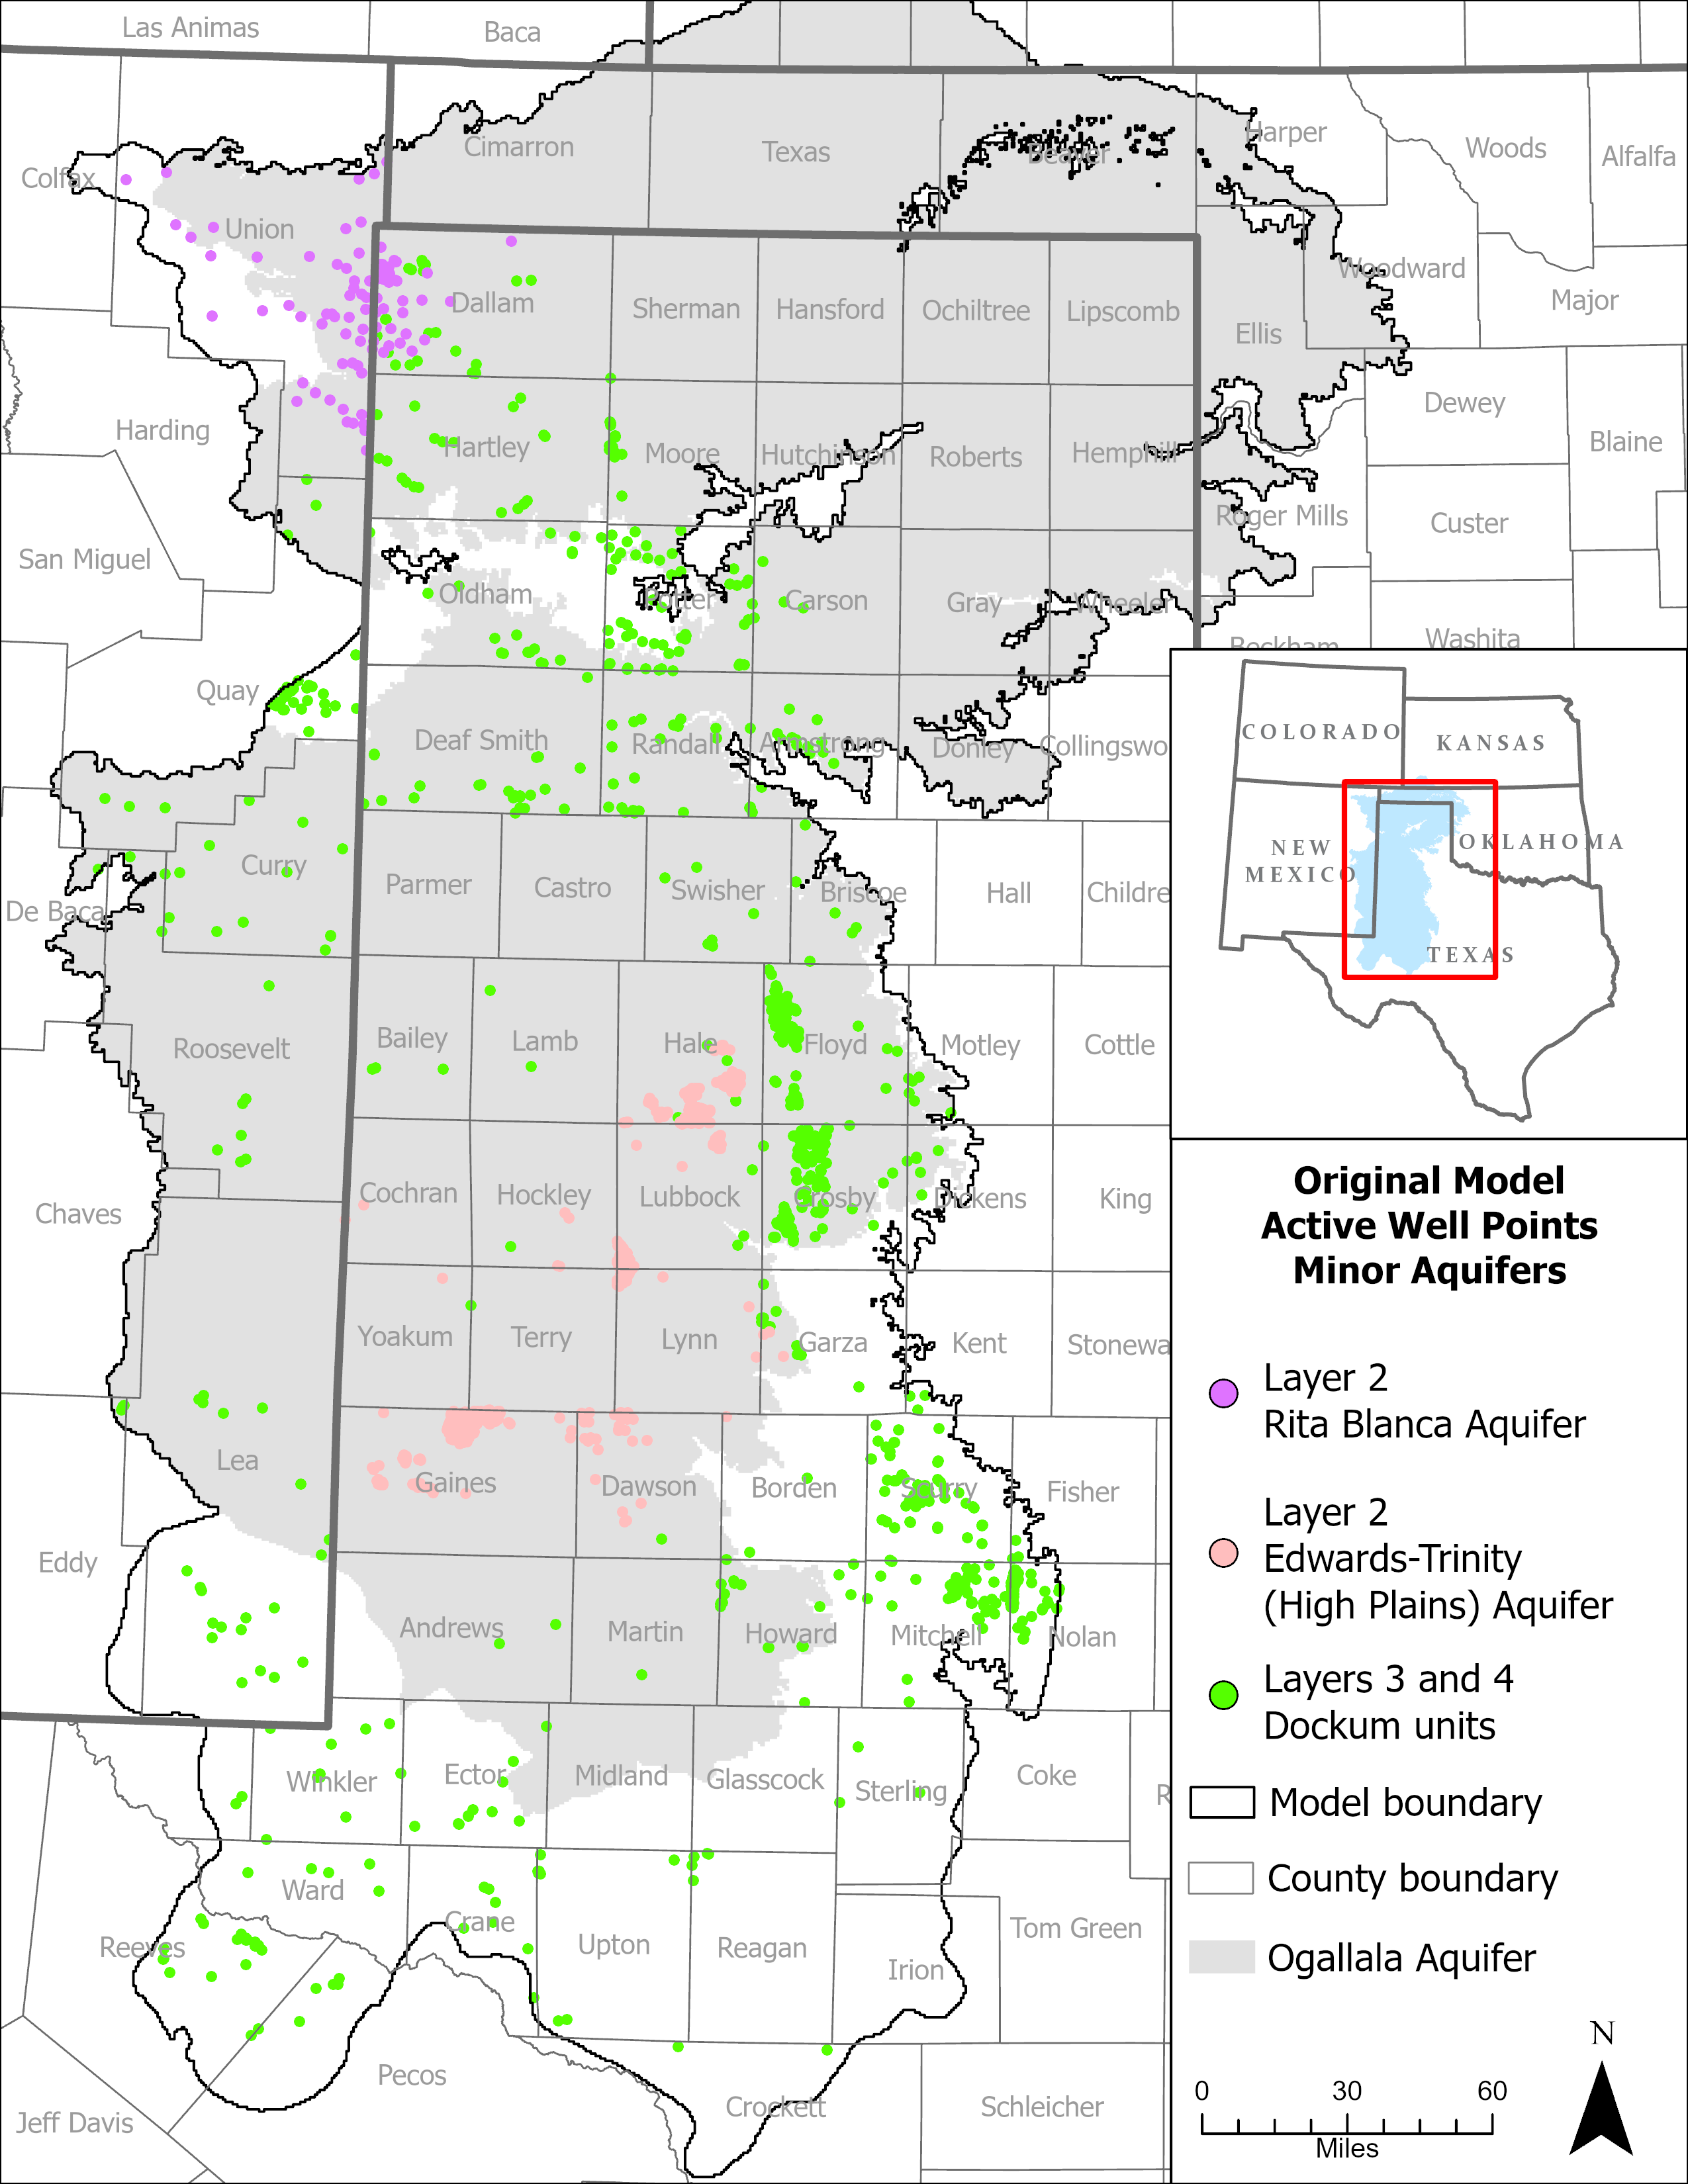 Las Animas
Baca
Colfax
Cimarron
Texas
Beaver
Harper
Woods
Alfalfa
Union
Woodward
Major
Dallam
Sherman
Hansford
Ochiltree
Lipscomb
Ellis
Harding
Hartley
Moore
Hutchinson
Roberts
Hemphill
Dewey
Blaine
San Miguel
Roger Mills
Custer
Oldham
Potter
Carson
Gray
Wheeler
Beckham
Washita
Quay
Deaf Smith
Randall
Armstrong
Donley
Collingswo
Curry
Parmer
Castro
Swisher
Briscoe
Hall
Childre
De Baca
Roosevelt
Bailey
Lamb
Hale
Floyd
Motley
Cottle
Chaves
Cochran
Hockley
Lubbock
Crosby
Dickens
King
Yoakum
Terry
Lynn
Garza
Kent
Stonewa
Lea
Gaines
Dawson
Borden
Scurry
Fisher
Eddy
Andrews
Martin
Howard
Mitchell
Nolan
Winkler
Ector
Midland
Glasscock
Sterling
Coke
R
Ward
Crane
Upton
Reagan
Irion
Tom Green
Reeves
Pecos
Crockett
Schleicher
Jeff Davis
COLORADO
KANSAS
NEW
MEXICO
OKLAHOMA
TEXAS
Original Model
Active Well Points
Minor Aquifers
Layer 2
Rita Blanca Aquifer
Layer 2
Edwards-Trinity
(High Plains) Aquifer
Layers 3 and 4
Dockum units
Model boundary
County boundary
Ogallala Aquifer
N
0 30 60
Miles